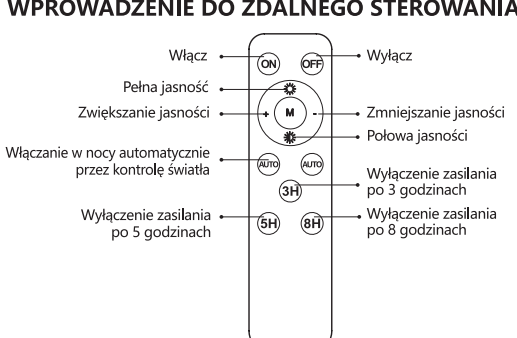 WPROWADZENIE DO ZDALNEGO STEROWANIA
Włącz
ON
OFF
Wyłącz
Pełna jasność
Zwiększanie jasności
+
M
-
Zmniejszanie jasności
Połowa jasności
Włączanie w nocy automatycznie
przez kontrolę światła
AUTO
AUTO
3H
Wyłączenie zasilania
po 3 godzinach
Wyłączenie zasilania
po 5 godzinach
5H
8H
Wyłączenie zasilania
po 8 godzinach